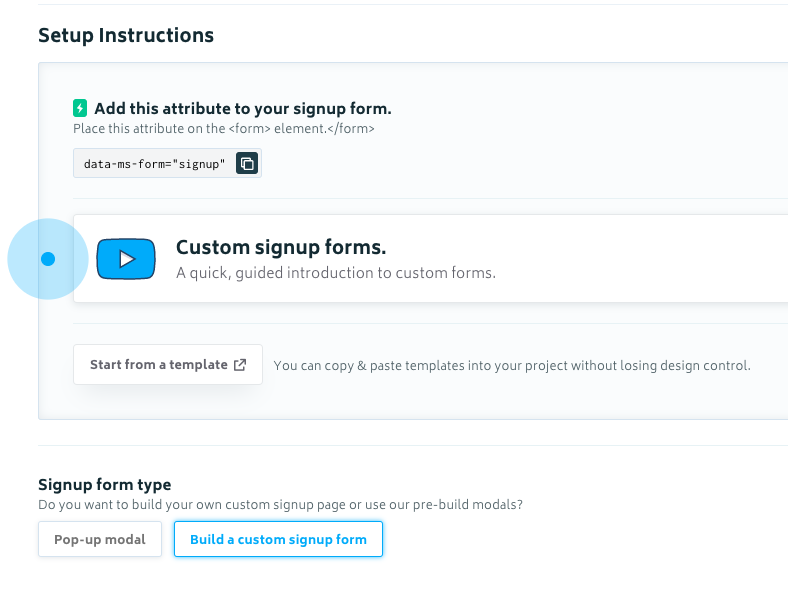 Setup Instructions
Add this attribute to your signup form.
Place this attribute on the <form> element.</form>
data-ms-form="signup"
Custom signup forms.
A quick, guided introduction to custom forms.
Start from a template
You can copy & paste templates into your project without losing design control.
Signup form type
Do you want to build your own custom signup page or use our pre-build modals?
Pop-up modal
Build a custom signup form